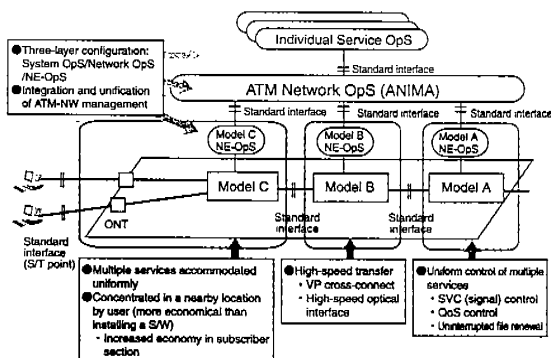 ●Three-layer configuration:
System OpS/Network OpS
/NE-OpS
●Integration and unification
of ATM-NW management
Individual Service OpS
Standard interface
ATM Network OpS (ANIMA)
Standard interface
Standard interface
Standard interface
Model C
NE-OpS
Model B
NE-OpS
Model A
NE-OpS
Model C
Model B
Model A
ONT
Standard
interface
(S/T point)
Standard
interface
Standard
interface
●Multiple services accommodated
uniformly
●Concentrated in a nearby location
by user (more economical than
installing a S/W)
・Increased economy in subscriber
section
●High-speed transfer
・VP cross-connect
・High-speed optical
interface
●Uniform control of multiple
services
・SVC (signal) control
・QoS control
・Uninterrupted file renewal